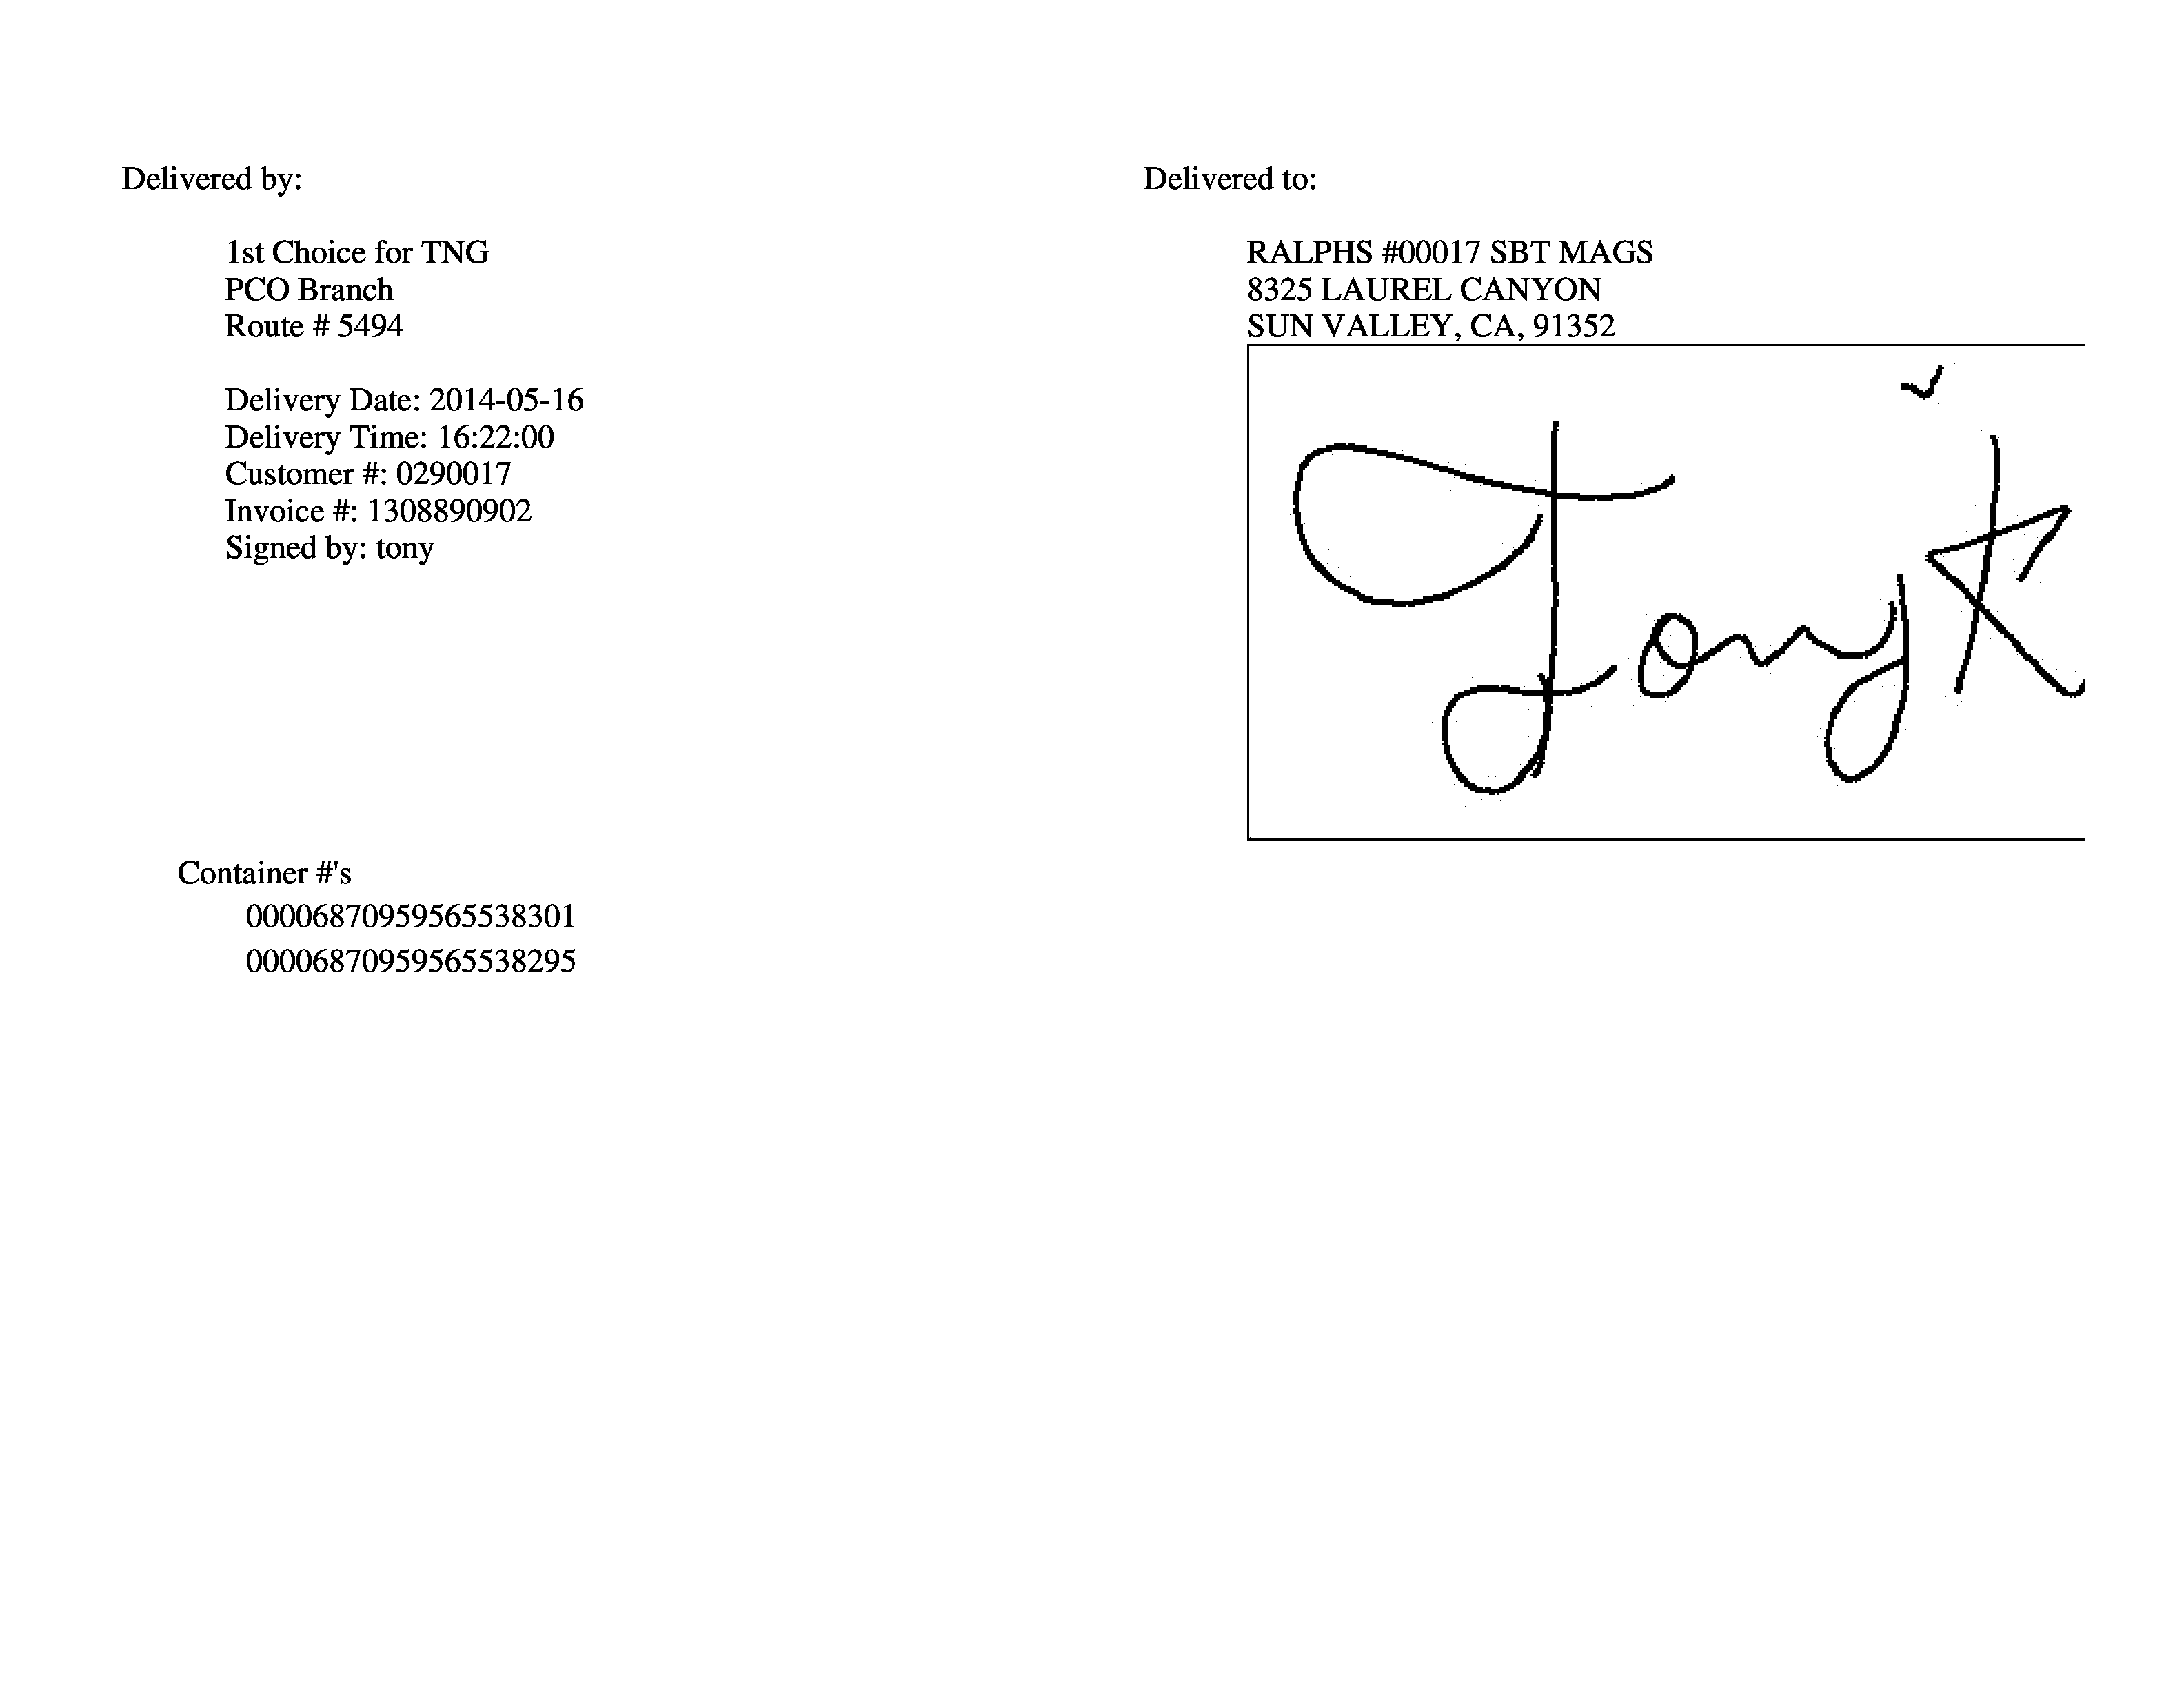 Delivered by:
1st Choice for TNG
PCO Branch
Route # 5494
Delivery Date: 2014-05-16
Delivery Time: 16:22:00
Customer #: 0290017
Invoice #: 1308890902
Signed by: tony
Delivered to:
RALPHS #00017 SBT MAGS
8325 LAUREL CANYON
SUN VALLEY, CA, 91352
Tony
Container #'s
00006870959565538301
00006870959565538295